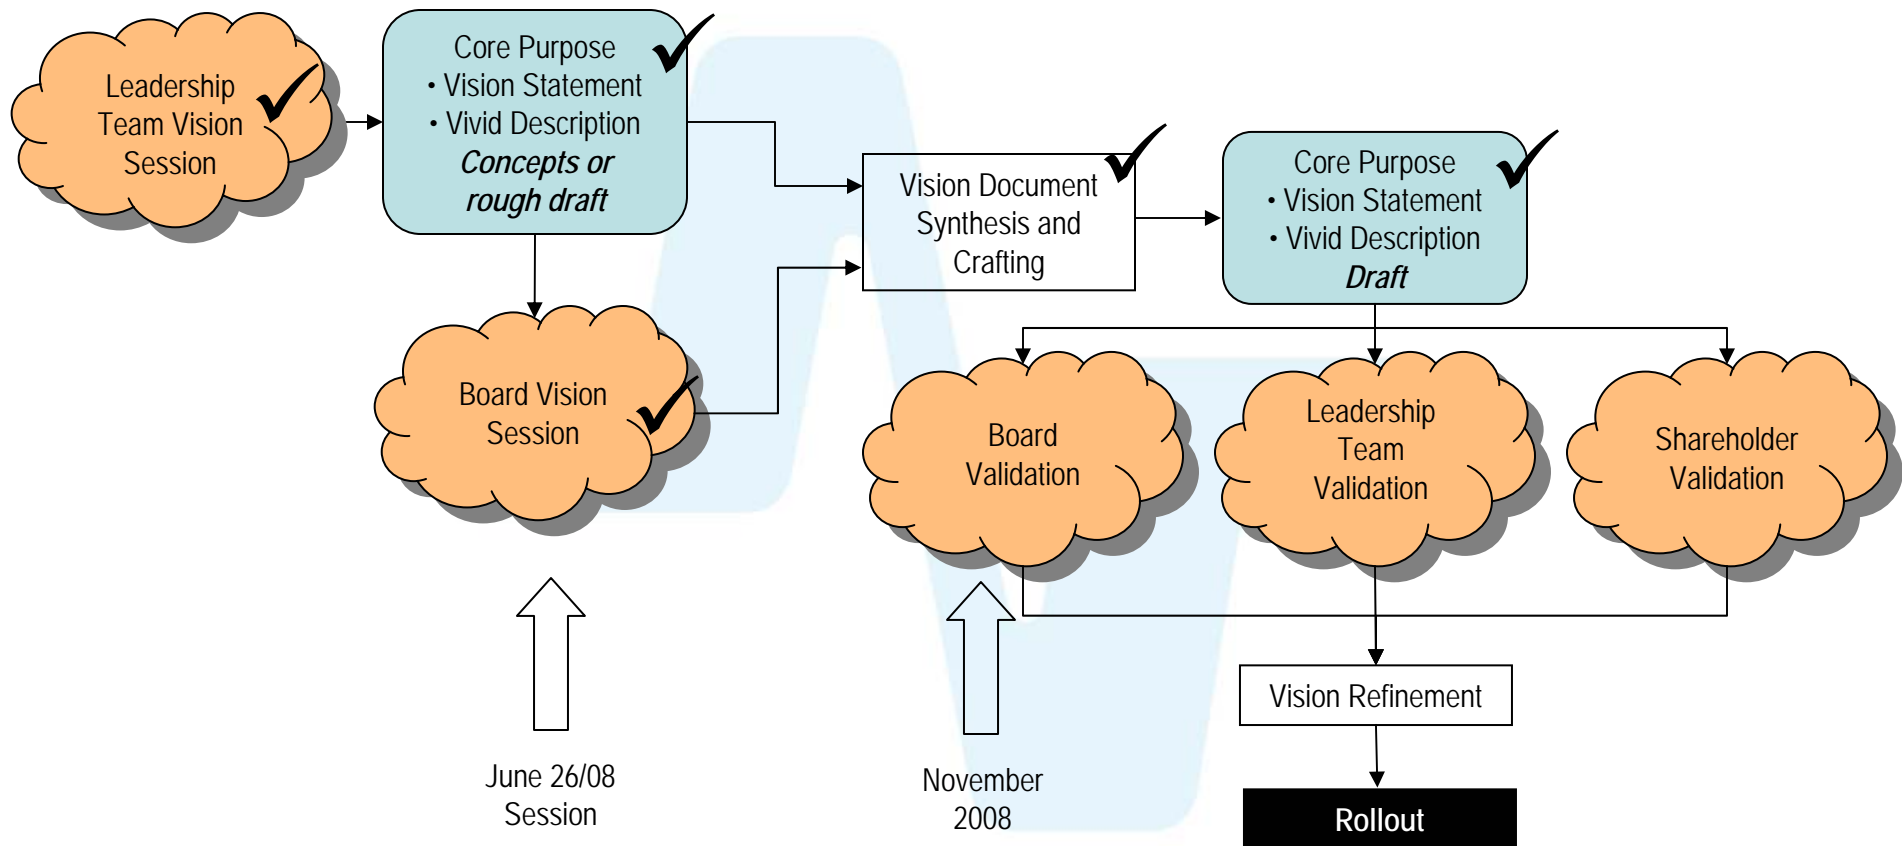 Leadership
Team Vision
Session
Core Purpose
• Vision Statement
• Vivid Description
Concepts or
rough draft
Vision Document
Synthesis and
Crafting
Core Purpose
• Vision Statement
• Vivid Description
Draft
Board Vision
Session
Board
Validation
Leadership
Team
Validation
Shareholder
Validation
June 26/08
Session
November
2008
Vision Refinement
Rollout